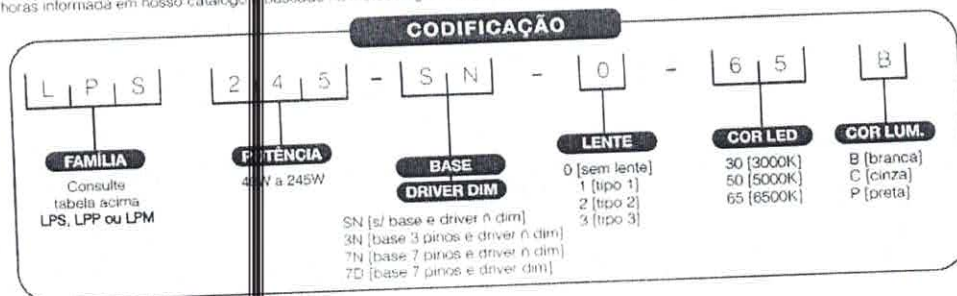 horas informada em nosso catálogo
CODIFICAÇÃO
L P S 2 4 5 - S N - 0 - 6 5 B
FAMÍLIA
Consulte
tabela acima
LPS, LPP ou LPM
POTÊNCIA
a 245W
BASE
DRIVER DIM
SN [s/ base e driver ñ dim]
3N [base 3 pinos e driver ñ dim]
7N [base 7 pinos e driver ñ dim]
7D [base 7 pinos e driver dim]
LENTE
0 [sem lente]
1 [tipo 1]
2 [tipo 2]
3 [tipo 3]
COR LED
30 [3000K]
50 [5000K]
65 [6500K]
COR LUM.
B [branca]
C [cinza]
P [preta]